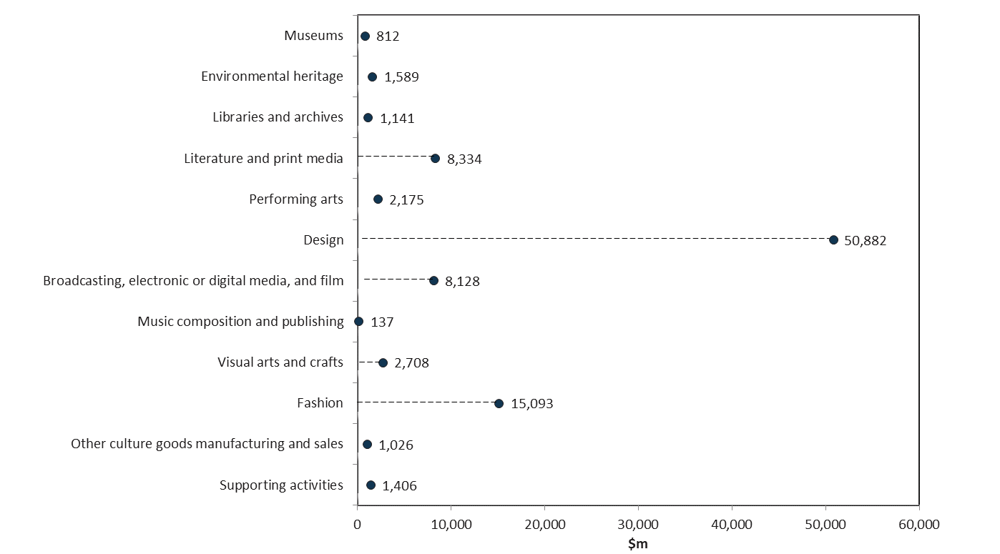 Museums 812
Environmental heritage 1,589
Libraries and archives 1,141
Literature and print media 8,334
Performing arts 2,175
Design 50,882
Broadcasting, electronic or digital media, and film 8,128
Music composition and publishing 137
Visual arts and crafts 2,708
Fashion 15,093
Other culture goods manufacturing and sales 1,026
Supporting activities 1,406
0 10,000 20,000 30,000 40,000 50,000 60,000
$m